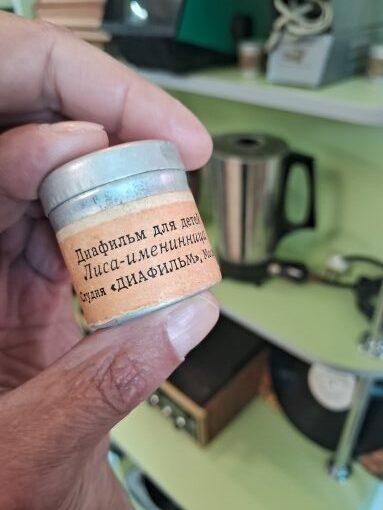 Диафильм для детей
Лиса-именинница
Студия «ДИАФИЛЬМ»,